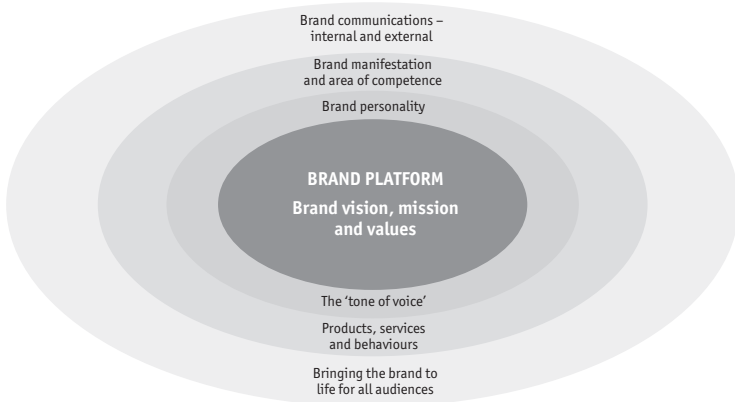 Brand communications –
internal and external
Brand manifestation
and area of competence
Brand personality
BRAND PLATFORM
Brand vision, mission
and values
The ‘tone of voice’
Products, services
and behaviours
Bringing the brand to
life for all audiences